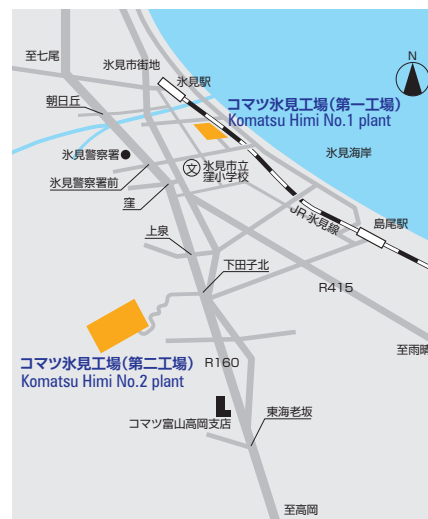 至七尾
氷見市街地
氷見駅
N
朝日丘
コマツ氷見工場（第一工場）
Komatsu Himi No.1 plant
氷見警察署
文
氷見市立
窪小学校
氷見海岸
氷見警察署前
窪
JR氷見線
島尾駅
上泉
下田子北
R415
至雨晴
コマツ氷見工場（第二工場）
Komatsu Himi No.2 plant
R160
コマツ富山高岡支店
東海老坂
至高岡